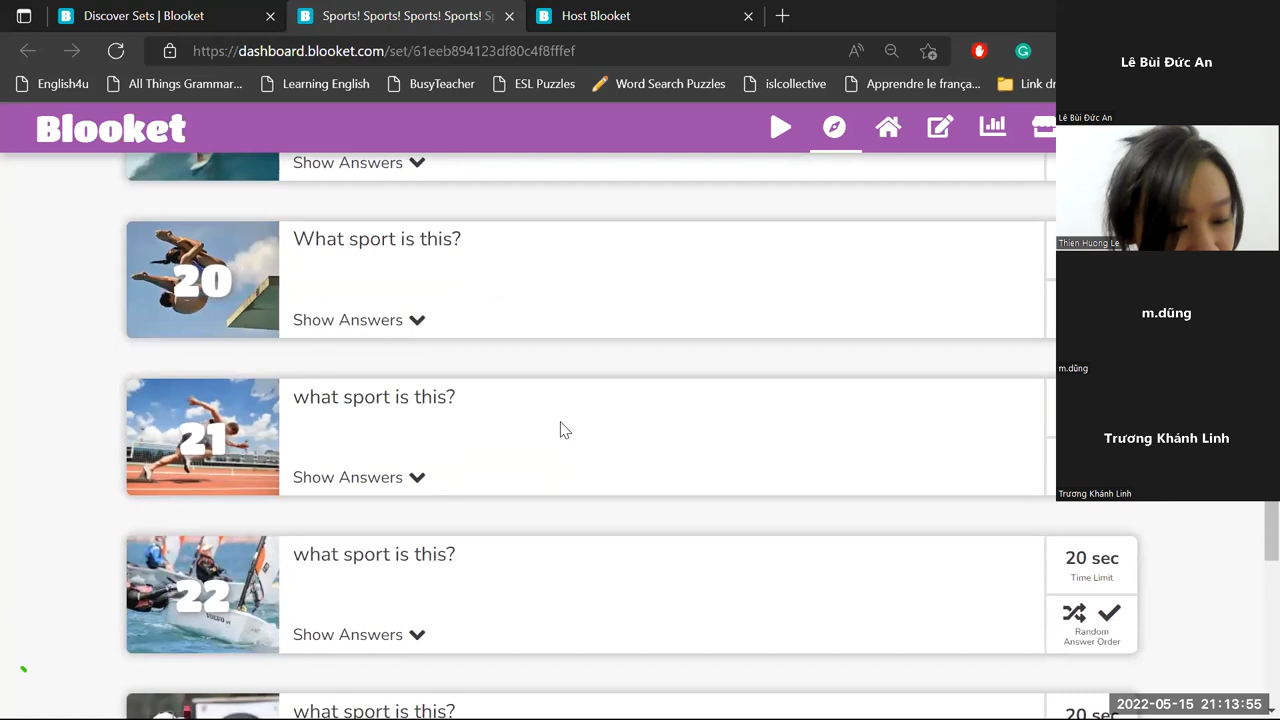 Discover Sets | Blooket
Sports! Sports! Sports! Sports! S
Host Blooket
https://dashboard.blooket.com/set/61eeb894123df80c4f8fffef
English4u
All Things Grammar...
Learning English
BusyTeacher
ESL Puzzles
Word Search Puzzles
islcollective
Apprendre le frança...
Link dr
Blooket
Show Answers
20
What sport is this?
Show Answers
21
what sport is this?
Show Answers
22
what sport is this?
Show Answers
20 sec
Time Limit
Random
Answer Order
what sport is this?
20 sec
Lê Bùi Đức An
Lê Bùi Đức An
Thien Huong Le
m.dũng
m.dũng
Trương Khánh Linh
Trương Khánh Linh
2022-05-15 21:13:55